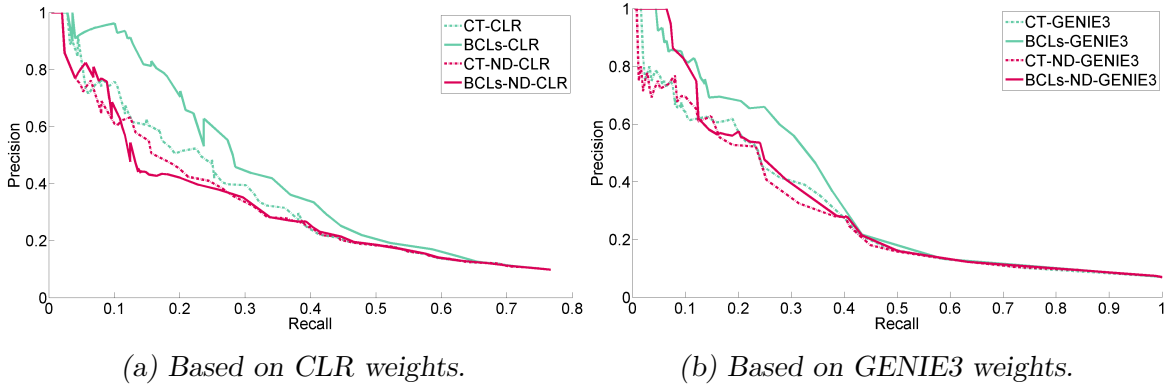 1
0.8
0.6
0.4
0.2
0
Precision
0 0.1 0.2 0.3 0.4 0.5 0.6 0.7 0.8
Recall
CT-CLR
BCLs-CLR
CT-ND-CLR
BCLs-ND-CLR
(a) Based on CLR weights.
1
0.8
0.6
0.4
0.2
0
Precision
0 0.1 0.2 0.3 0.4 0.5 0.6 0.7 0.8 0.9 1
Recall
CT-GENIE3
BCLs-GENIE3
CT-ND-GENIE3
BCLs-ND-GENIE3
(b) Based on GENIE3 weights.